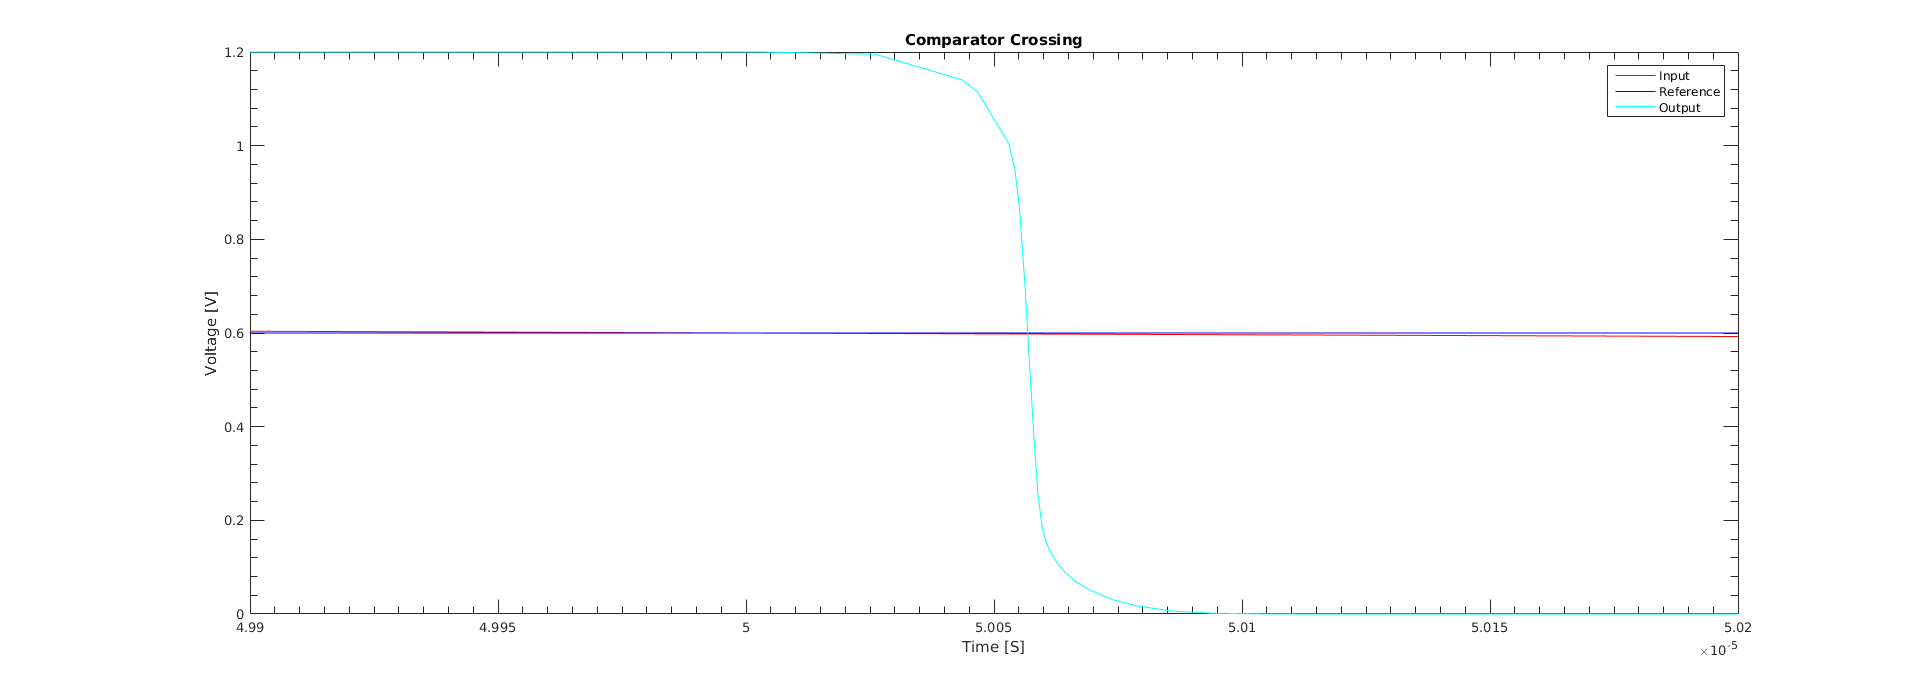 Comparator Crossing
1.2
1
0.8
0.6
0.4
0.2
0
Voltage [V]
Input
Reference
Output
4.99
4.995
5
5.005
5.01
5.015
5.02
Time [S]
×10-5